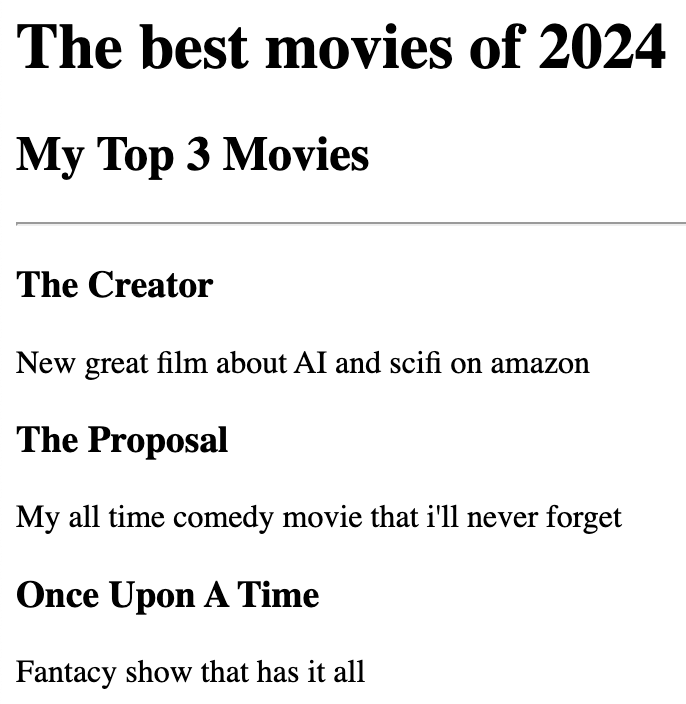 The best movies of 2024
My Top 3 Movies
The Creator
New great film about AI and scifi on amazon
The Proposal
My all time comedy movie that i'll never forget
Once Upon A Time
Fantacy show that has it all